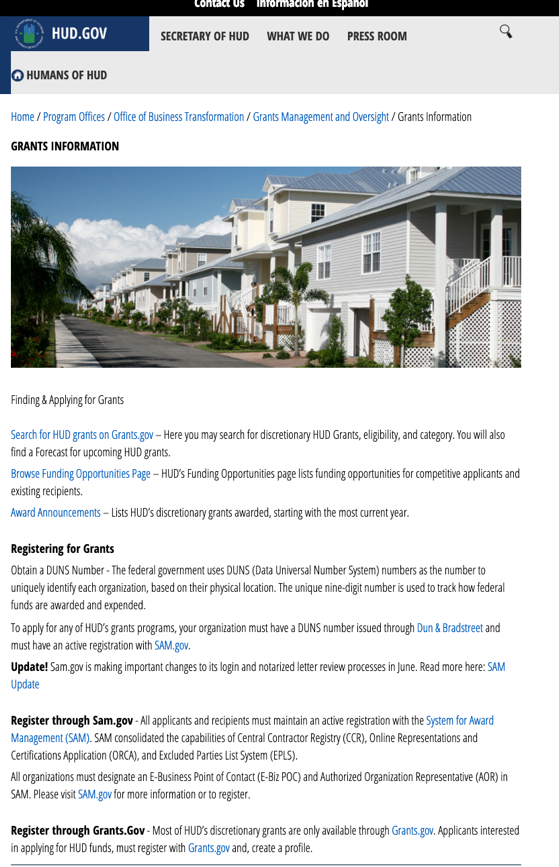 Contact Us Información en Español
HUD.GOV
SECRETARY OF HUD WHAT WE DO PRESS ROOM
HUMANS OF HUD
Home / Program Offices / Office of Business Transformation / Grants Management and Oversight / Grants Information
GRANTS INFORMATION
Finding & Applying for Grants
Search for HUD grants on Grants.gov – Here you may search for discretionary HUD Grants, eligibility, and category. You will also
find a Forecast for upcoming HUD grants.
Browse Funding Opportunities Page – HUD's Funding Opportunities page lists funding opportunities for competitive applicants and
existing recipients.
Award Announcements – Lists HUD's discretionary grants awarded, starting with the most current year.
Registering for Grants
Obtain a DUNS Number - The federal government uses DUNS (Data Universal Number System) numbers as the number to
uniquely identify each organization, based on their physical location. The unique nine-digit number is used to track how federal
funds are awarded and expended.
To apply for any of HUD's grants programs, your organization must have a DUNS number issued through Dun & Bradstreet and
must have an active registration with SAM.gov.
Update! Sam.gov is making important changes to its login and notarized letter review processes in June. Read more here: SAM
Update
Register through Sam.gov - All applicants and recipients must maintain an active registration with the System for Award
Management (SAM). SAM consolidated the capabilities of Central Contractor Registry (CCR), Online Representations and
Certifications Application (ORCA), and Excluded Parties List System (EPLS).
All organizations must designate an E-Business Point of Contact (E-Biz POC) and Authorized Organization Representative (AOR) in
SAM. Please visit SAM.gov for more information or to register.
Register through Grants.Gov - Most of HUD's discretionary grants are only available through Grants.gov. Applicants interested
in applying for HUD funds, must register with Grants.gov and, create a profile.